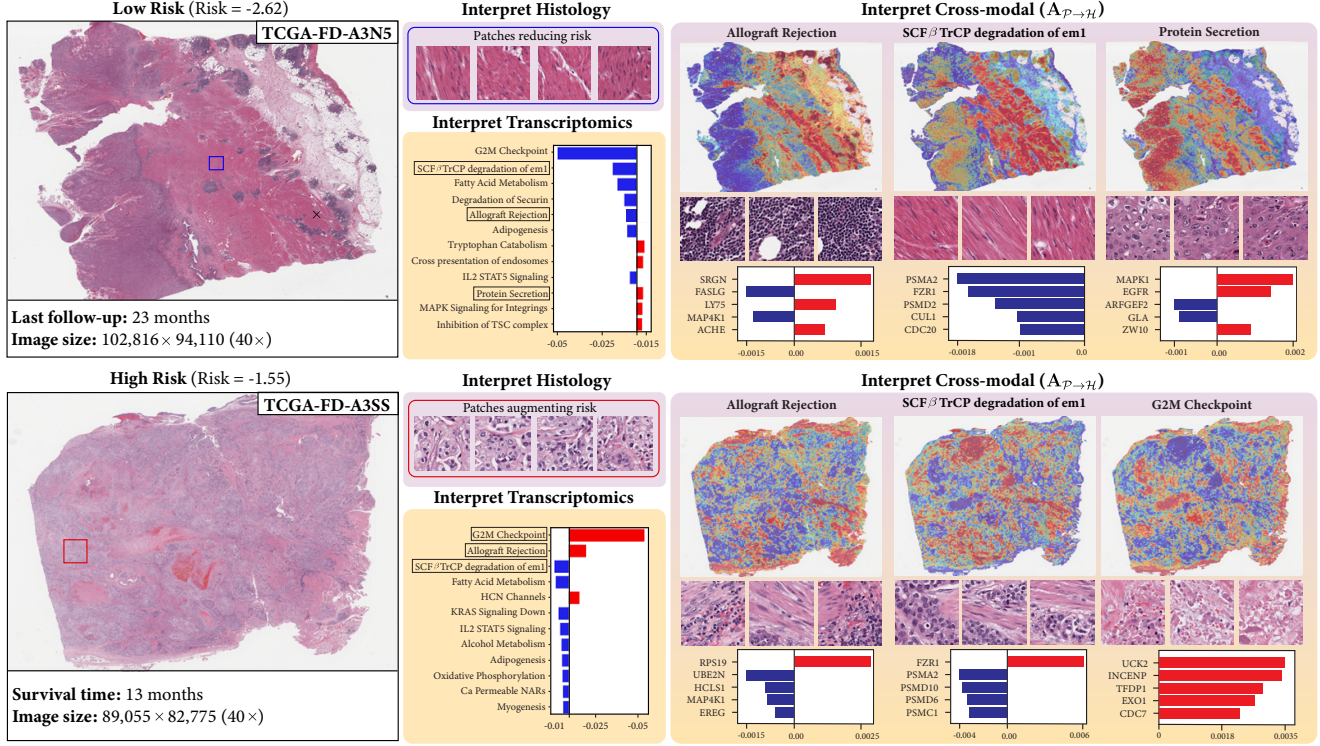 Low Risk (Risk = -2.62)
TCGA-FD-A3N5
Last follow-up: 23 months
Image size: 102,816 × 94,110 (40×)
Interpret Histology
Patches reducing risk
Interpret Transcriptomics
G2M Checkpoint
SCFβTrCP degradation of em1
Fatty Acid Metabolism
Degradation of Securin
Allograft Rejection
Adipogenesis
Tryptophan Catabolism
Cross presentation of endosomes
IL2 STAT5 Signaling
Protein Secretion
MAPK Signaling for Integrings
Inhibition of TSC complex
-0.05 -0.025 -0.015
Interpret Cross-modal (A𝒫→ℋ)
Allograft Rejection
SRGN
FASLG
LY75
MAP4K1
ACHE
-0.0015 0.00 0.0015
SCFβTrCP degradation of em1
PSMA2
FZR1
PSMD2
CUL1
CDC20
-0.0018 -0.001 0.0
Protein Secretion
MAPK1
EGFR
ARFGEF2
GLA
ZW10
-0.001 0.00 0.002
High Risk (Risk = -1.55)
TCGA-FD-A3SS
Survival time: 13 months
Image size: 89,055 × 82,775 (40×)
Interpret Histology
Patches augmenting risk
Interpret Transcriptomics
G2M Checkpoint
Allograft Rejection
SCFβTrCP degradation of em1
Fatty Acid Metabolism
HCN Channels
KRAS Signaling Down
IL2 STAT5 Signaling
Alcohol Metabolism
Adipogenesis
Oxidative Phosphorylation
Ca Permeable NARs
Myogenesis
-0.01 -0.025 -0.05
Interpret Cross-modal (A𝒫→ℋ)
Allograft Rejection
RPS19
UBE2N
HCLS1
MAP4K1
EREG
-0.0015 0.00 0.0025
SCFβTrCP degradation of em1
FZR1
PSMA2
PSMD10
PSMD6
PSMC1
-0.004 0.00 0.006
G2M Checkpoint
UCK2
INCENP
TFDP1
EXO1
CDC7
0 0.0018 0.0035